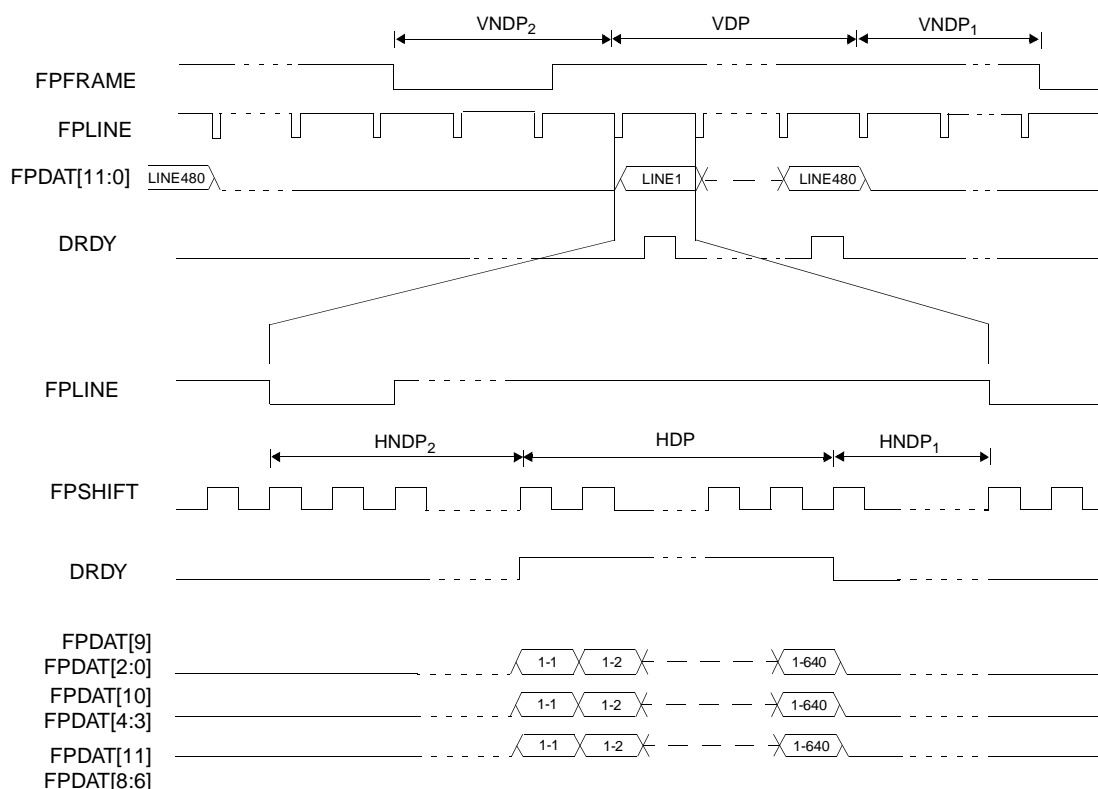 VNDP2 VDP VNDP1
FPFRAME
FPLINE
FPDAT[11:0] LINE480 LINE1 LINE480
DRDY
FPLINE
HNDP2 HDP HNDP1
FPSHIFT
DRDY
FPDAT[9]
FPDAT[2:0] 1-1 1-2 1-640
FPDAT[10]
FPDAT[4:3] 1-1 1-2 1-640
FPDAT[11] 1-1 1-2 1-640
FPDAT[8:6]